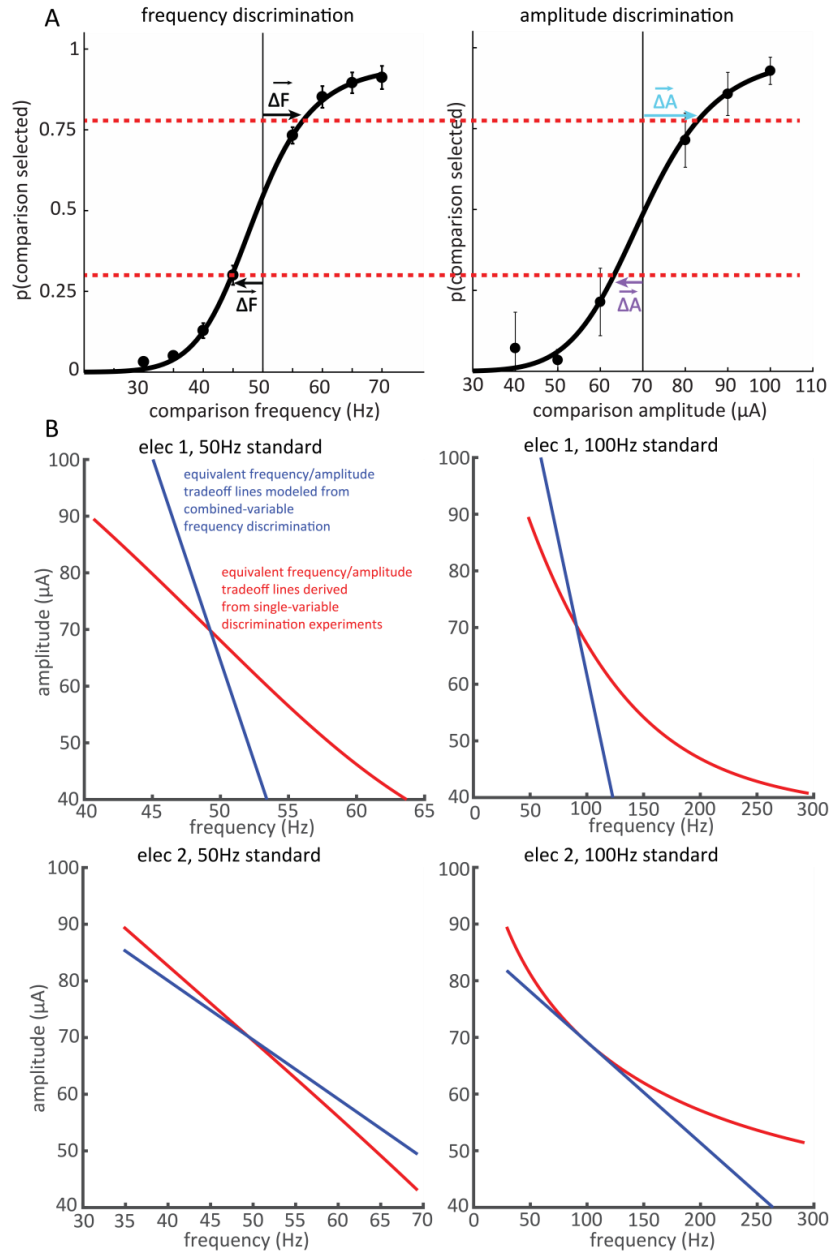 A
frequency discrimination
amplitude discrimination
p(comparison selected)
1
0.75
0.5
0.25
0
ΔF
ΔF
30 40 50 60 70
comparison frequency (Hz)
p(comparison selected)
ΔA
ΔA
30 40 50 60 70 80 90 100 110
comparison amplitude (μA)
B
elec 1, 50Hz standard
equivalent frequency/amplitude
tradeoff lines modeled from
combined-variable
frequency discrimination
equivalent frequency/amplitude
tradeoff lines derived
from single-variable
discrimination experiments
amplitude (μA)
100
90
80
70
60
50
40
40 45 50 55 60 65
frequency (Hz)
elec 1, 100Hz standard
100
90
80
70
60
50
40
0 50 100 150 200 250 300
frequency (Hz)
elec 2, 50Hz standard
amplitude (μA)
100
90
80
70
60
50
40
30 35 40 45 50 55 60 65 70
frequency (Hz)
elec 2, 100Hz standard
100
90
80
70
60
50
40
0 50 100 150 200 250 300
frequency (Hz)